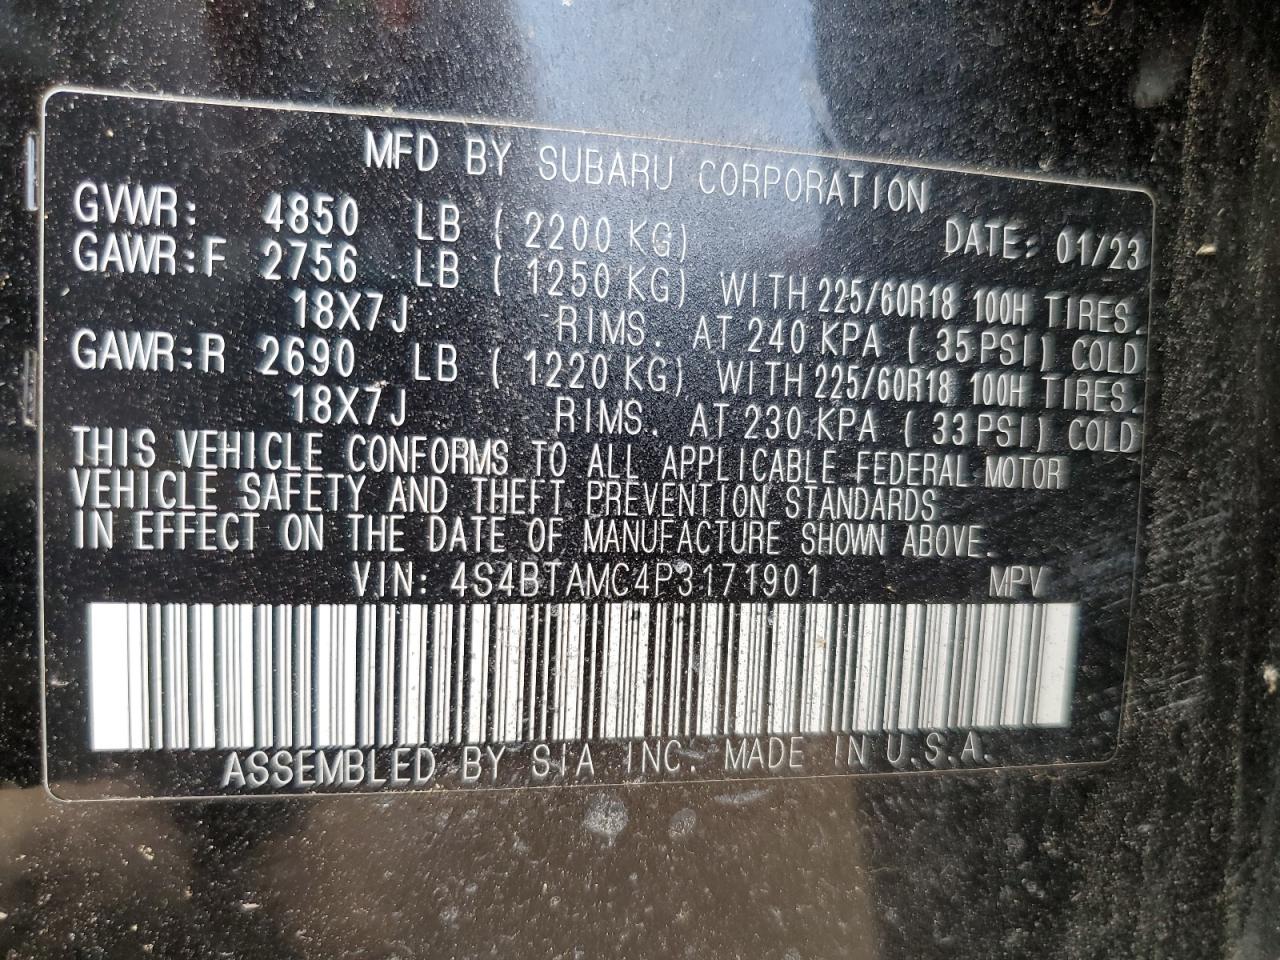 MFD BY SUBARU CORPORATION
GVWR: 4850 LB ( 2200 KG) DATE: 01/23
GAWR:F 2756 LB ( 1250 KG) WITH 225/60R18 100H TIRES.
18X7J RIMS. AT 240 KPA ( 35PSI) COLD
GAWR:R 2690 LB ( 1220 KG) WITH 225/60R18 100H TIRES.
18X7J RIMS. AT 230 KPA ( 33PSI) COLD
THIS VEHICLE CONFORMS TO ALL APPLICABLE FEDERAL MOTOR
VEHICLE SAFETY AND THEFT PREVENTION STANDARDS
IN EFFECT ON THE DATE OF MANUFACTURE SHOWN ABOVE.
VIN: 4S4BTAMC4P3171901 MPV
ASSEMBLED BY SIA INC. MADE IN U.S.A.